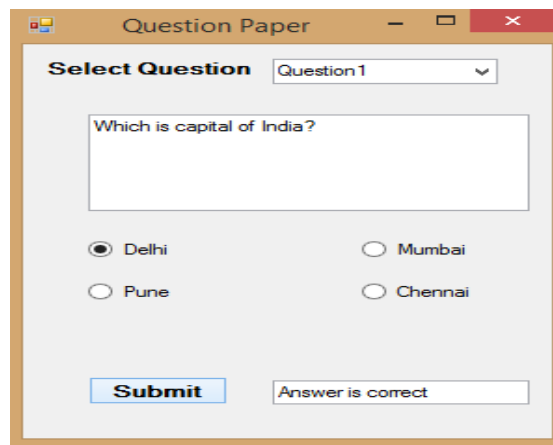 Question Paper
Select Question Question1
Which is capital of India?
Delhi Mumbai
Pune Chennai
Submit Answer is correct